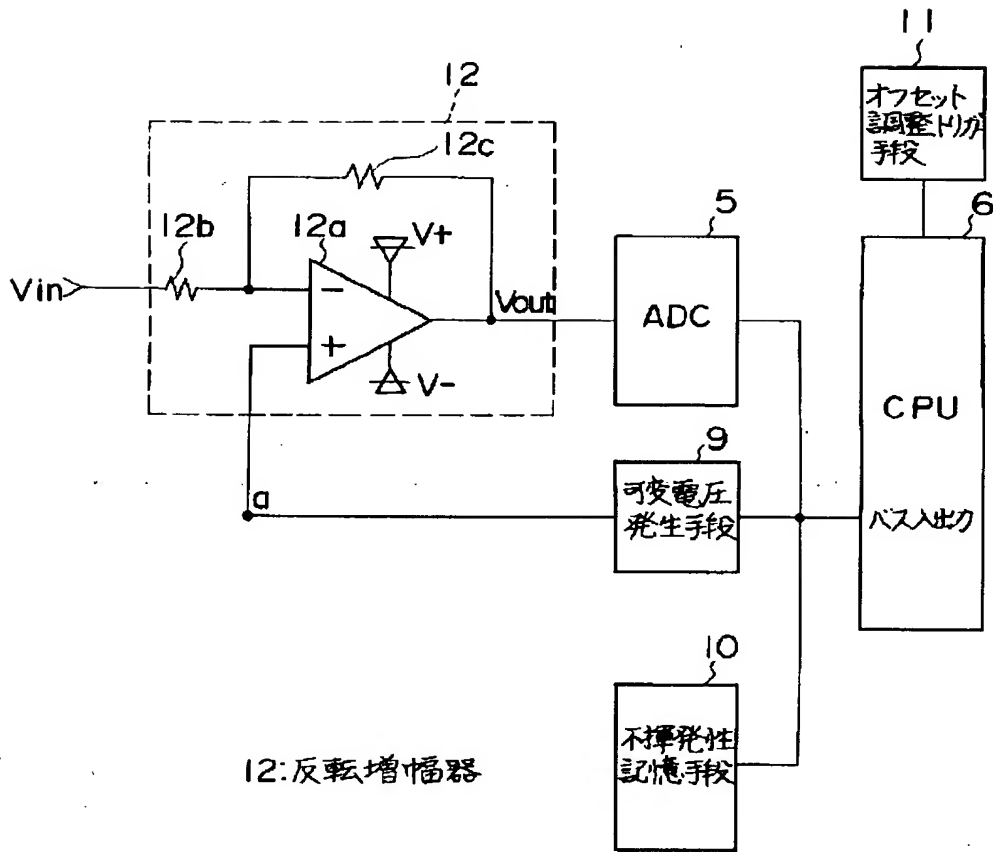 11
オフセット
調整トリガ
手段
12
12c
12b
12a
V+
5
6
Vin
−
Vout
ADC
+
V-
CPU
9
a
可変電圧
発生手段
バス入出力
10
不揮発性
記憶手段
12:反転増幅器